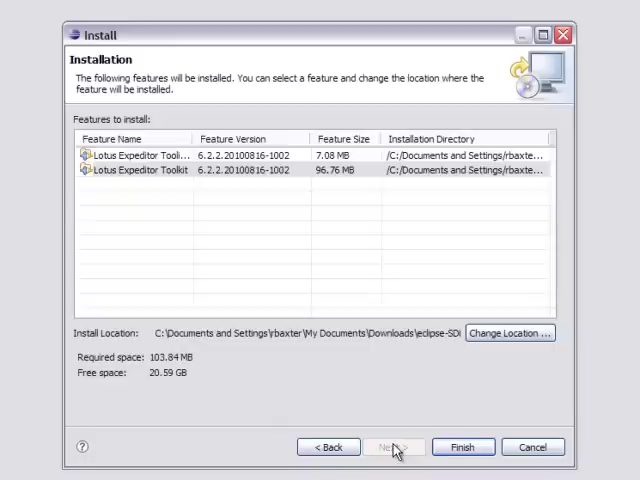 Install
Installation
The following features will be installed. You can select a feature and change the location where the
feature will be installed.
Features to install:
Feature Name Feature Version Feature Size Installation Directory
Lotus Expeditor Tooli... 6.2.2.20100816-1002 7.08 MB /C:/Documents and Settings/rbaxte...
Lotus Expeditor Toolkit 6.2.2.20100816-1002 96.76 MB /C:/Documents and Settings/rbaxte...
Install Location: C:\Documents and Settings\rbaxter\My Documents\Downloads\eclipse-SDI Change Location ...
Required space: 103.84 MB
Free space: 20.59 GB
< Back Next > Finish Cancel